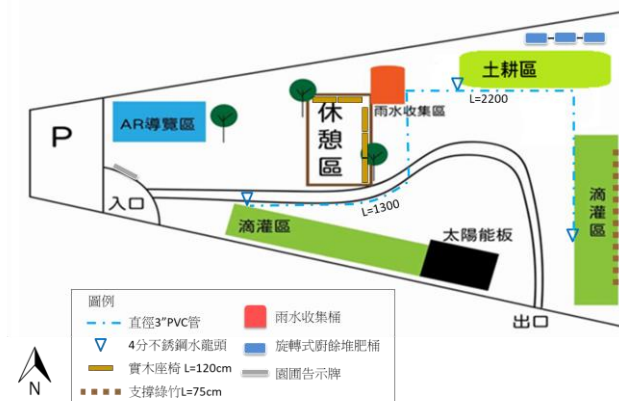 土耕區
L=2200
雨水收集區
休憩區
AR導覽區
P
滴灌區
入口
L=1300
滴灌區
太陽能板
出口
圖例
直徑3"PVC管
雨水收集桶
4分不銹鋼水龍頭
旋轉式廚餘堆肥桶
實木座椅 L=120cm
園圃告示牌
支撐綠竹L=75cm
N